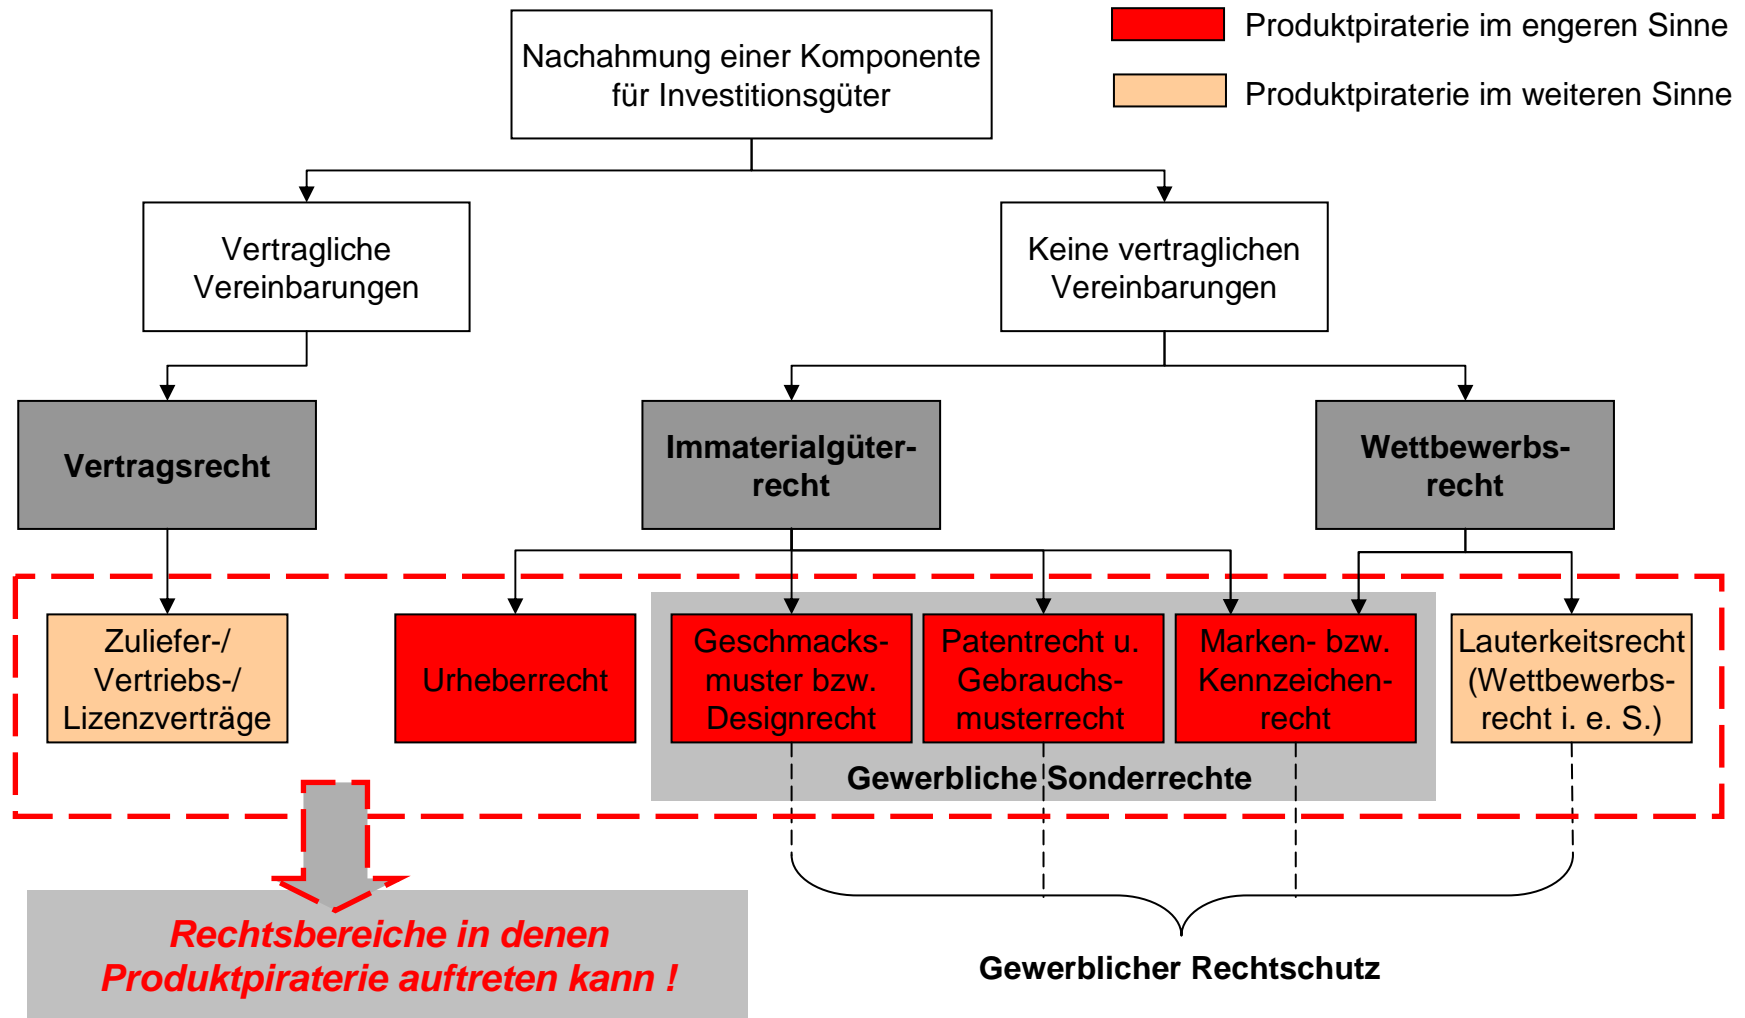 Produktpiraterie im engeren Sinne
Produktpiraterie im weiteren Sinne
Nachahmung einer Komponente
für Investitionsgüter
Vertragliche
Vereinbarungen
Keine vertraglichen
Vereinbarungen
Vertragsrecht
Immaterialgüter-
recht
Wettbewerbs-
recht
Zuliefer-/
Vertriebs-/
Lizenzverträge
Urheberrecht
Geschmacks-
muster bzw.
Designrecht
Patentrecht u.
Gebrauchs-
musterrecht
Marken- bzw.
Kennzeichen-
recht
Lauterkeitsrecht
(Wettbewerbs-
recht i. e. S.)
Gewerbliche Sonderrechte
Rechtsbereiche in denen
Produktpiraterie auftreten kann !
Gewerblicher Rechtschutz